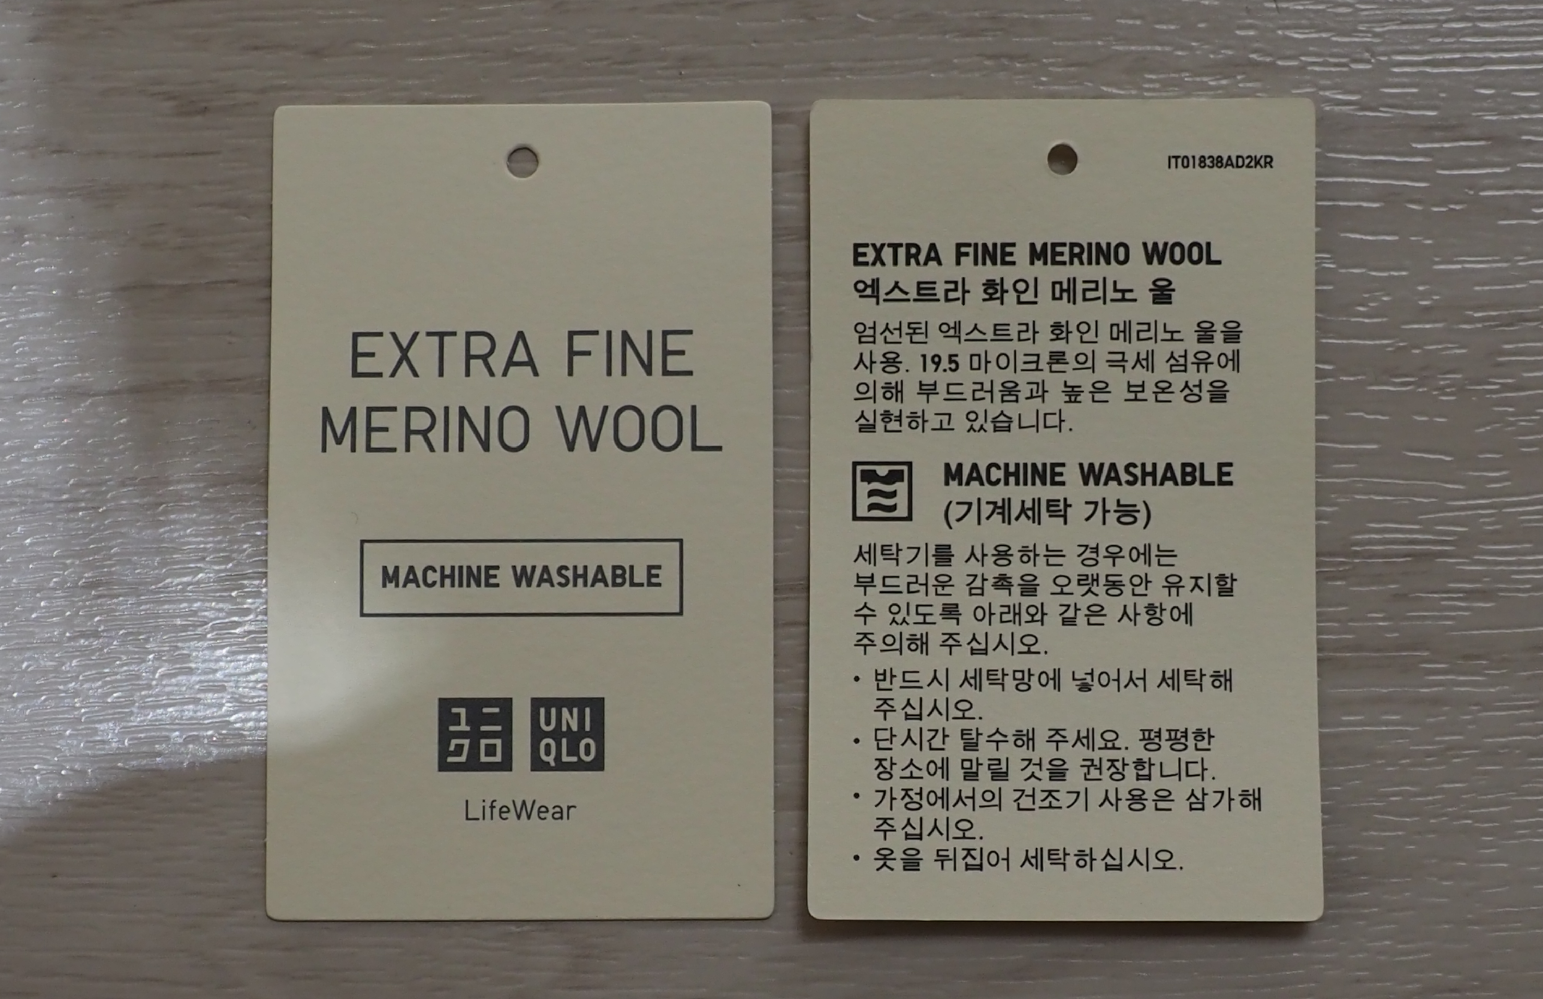 EXTRA FINE
MERINO WOOL
MACHINE WASHABLE
ユニ
クロ
UNI
QLO
LifeWear
IT01838AD2KR
EXTRA FINE MERINO WOOL
엑스트라 화인 메리노 울
엄선된 엑스트라 화인 메리노 울을
사용. 19.5 마이크론의 극세 섬유에
의해 부드러움과 높은 보온성을
실현하고 있습니다.
MACHINE WASHABLE
(기계세탁 가능)
세탁기를 사용하는 경우에는
부드러운 감촉을 오랫동안 유지할
수 있도록 아래와 같은 사항에
주의해 주십시오.
• 반드시 세탁망에 넣어서 세탁해
주십시오.
• 단시간 탈수해 주세요. 평평한
장소에 말릴 것을 권장합니다.
• 가정에서의 건조기 사용은 삼가해
주십시오.
• 옷을 뒤집어 세탁하십시오.